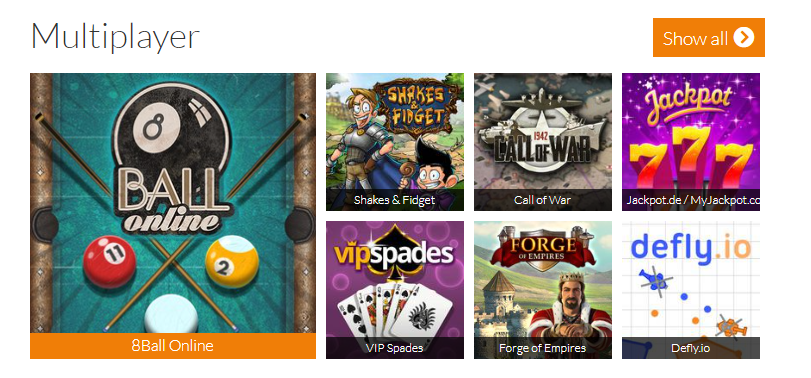 Multiplayer
Show all
8
BALL
online
11
2
8Ball Online
SHAKES
&
FIDGET
Shakes & Fidget
1942
CALL OF WAR
Call of War
Jackpot
777
Jackpot.de / MyJackpot.co
vipspades
VIP Spades
FORGE
OF EMPIRES
Forge of Empires
defly.io
Defly.io